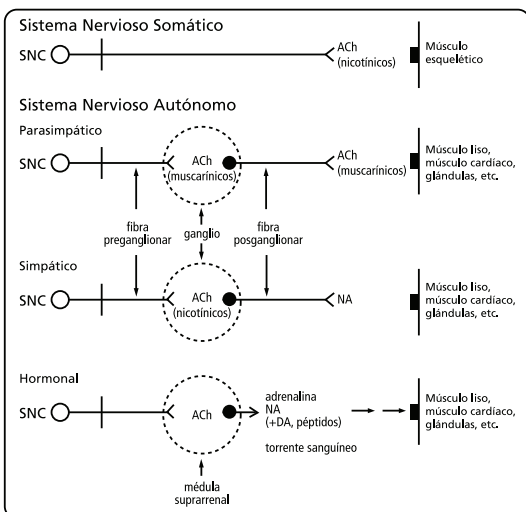 Sistema Nervioso Somático
SNC
ACh
(nicotínicos)
Músculo
esquelético
Sistema Nervioso Autónomo
Parasimpático
SNC
ACh
(muscarínicos)
ACh
(muscarínicos)
Músculo liso,
músculo cardíaco,
glándulas, etc.
fibra
preganglionar
ganglio
fibra
posganglionar
Simpático
SNC
ACh
(nicotínicos)
NA
Músculo liso,
músculo cardíaco,
glándulas, etc.
Hormonal
SNC
ACh
adrenalina
NA
(+DA, péptidos)
torrente sanguíneo
Músculo liso,
músculo cardíaco,
glándulas, etc.
médula
suprarrenal